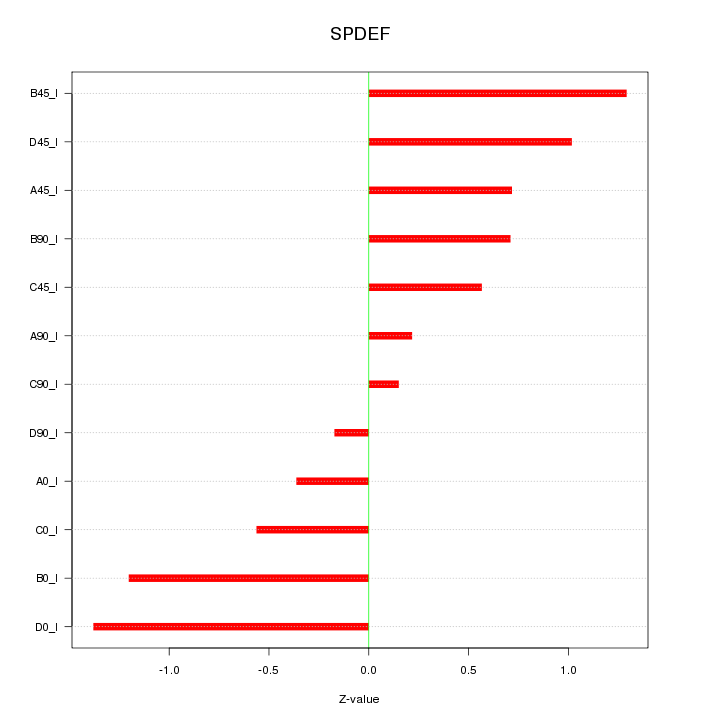 SPDEF
B45_I
D45_I
A45_I
B90_I
C45_I
A90_I
C90_I
D90_I
A0_I
C0_I
B0_I
D0_I
-1.0 -0.5 0.0 0.5 1.0
Z-value